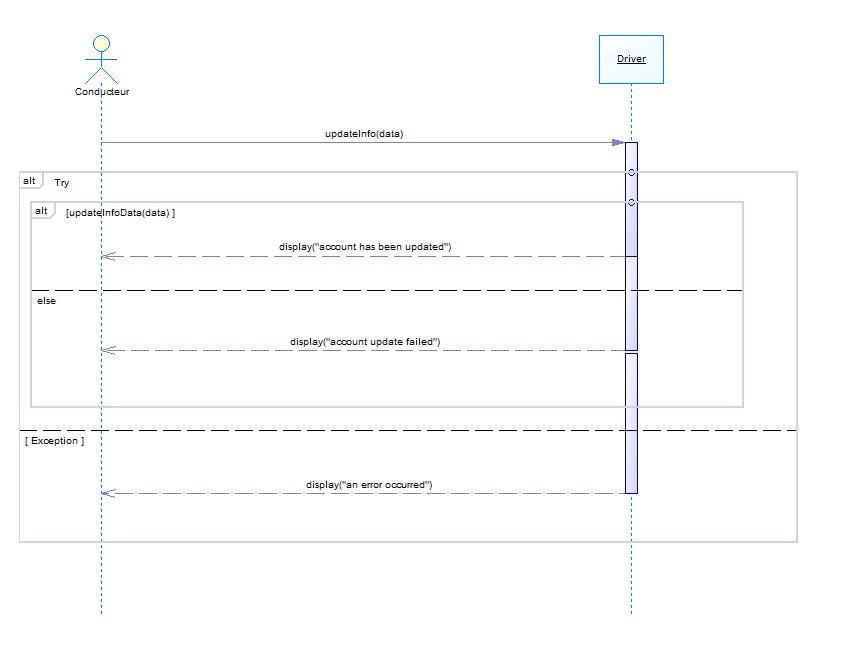 Conducteur
Driver
updateInfo(data)
alt
Try
alt
[updateInfoData(data) ]
display("account has been updated")
else
display("account update failed")
[ Exception ]
display("an error occurred")